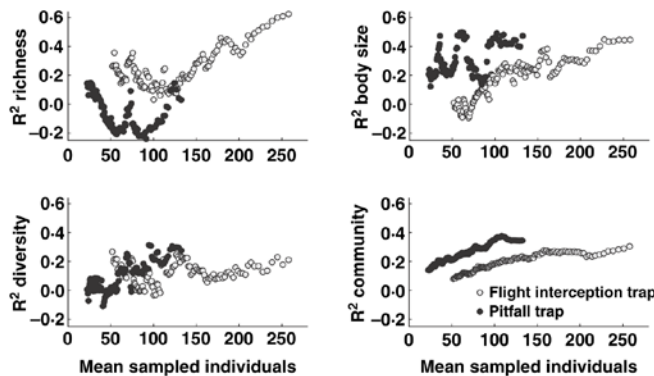 0·6
0·4
0·2
0·0
−0·2
R² richness
0 50 100 150 200 250
0·6
0·4
0·2
0·0
−0·2
R² body size
0 50 100 150 200 250
0·6
0·4
0·2
0·0
−0·2
R² diversity
0 50 100 150 200 250
Mean sampled individuals
0·6
0·4
0·2
0·0
−0·2
R² community
Flight interception trap
Pitfall trap
0 50 100 150 200 250
Mean sampled individuals